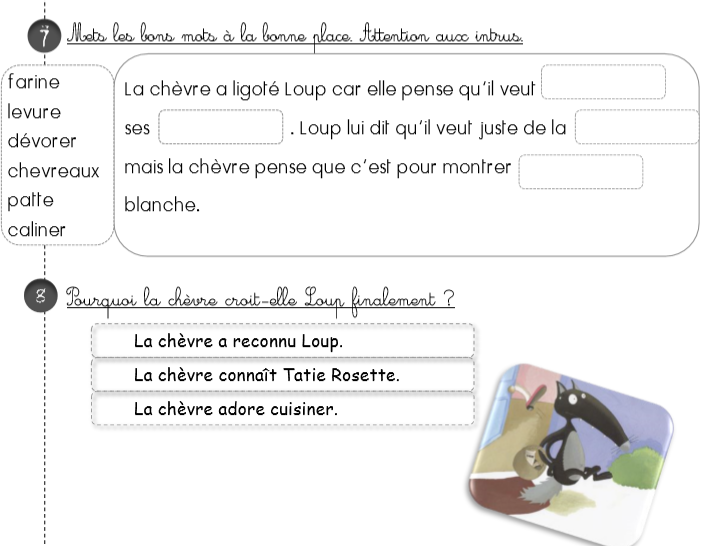 7 Mets les bons mots à la bonne place. Attention aux intrus.
farine
levure
dévorer
chevreaux
patte
caliner
La chèvre a ligoté Loup car elle pense qu'il veut
ses . Loup lui dit qu'il veut juste de la
mais la chèvre pense que c'est pour montrer
blanche.
8 Pourquoi la chèvre croit-elle Loup finalement ?
La chèvre a reconnu Loup.
La chèvre connaît Tatie Rosette.
La chèvre adore cuisiner.